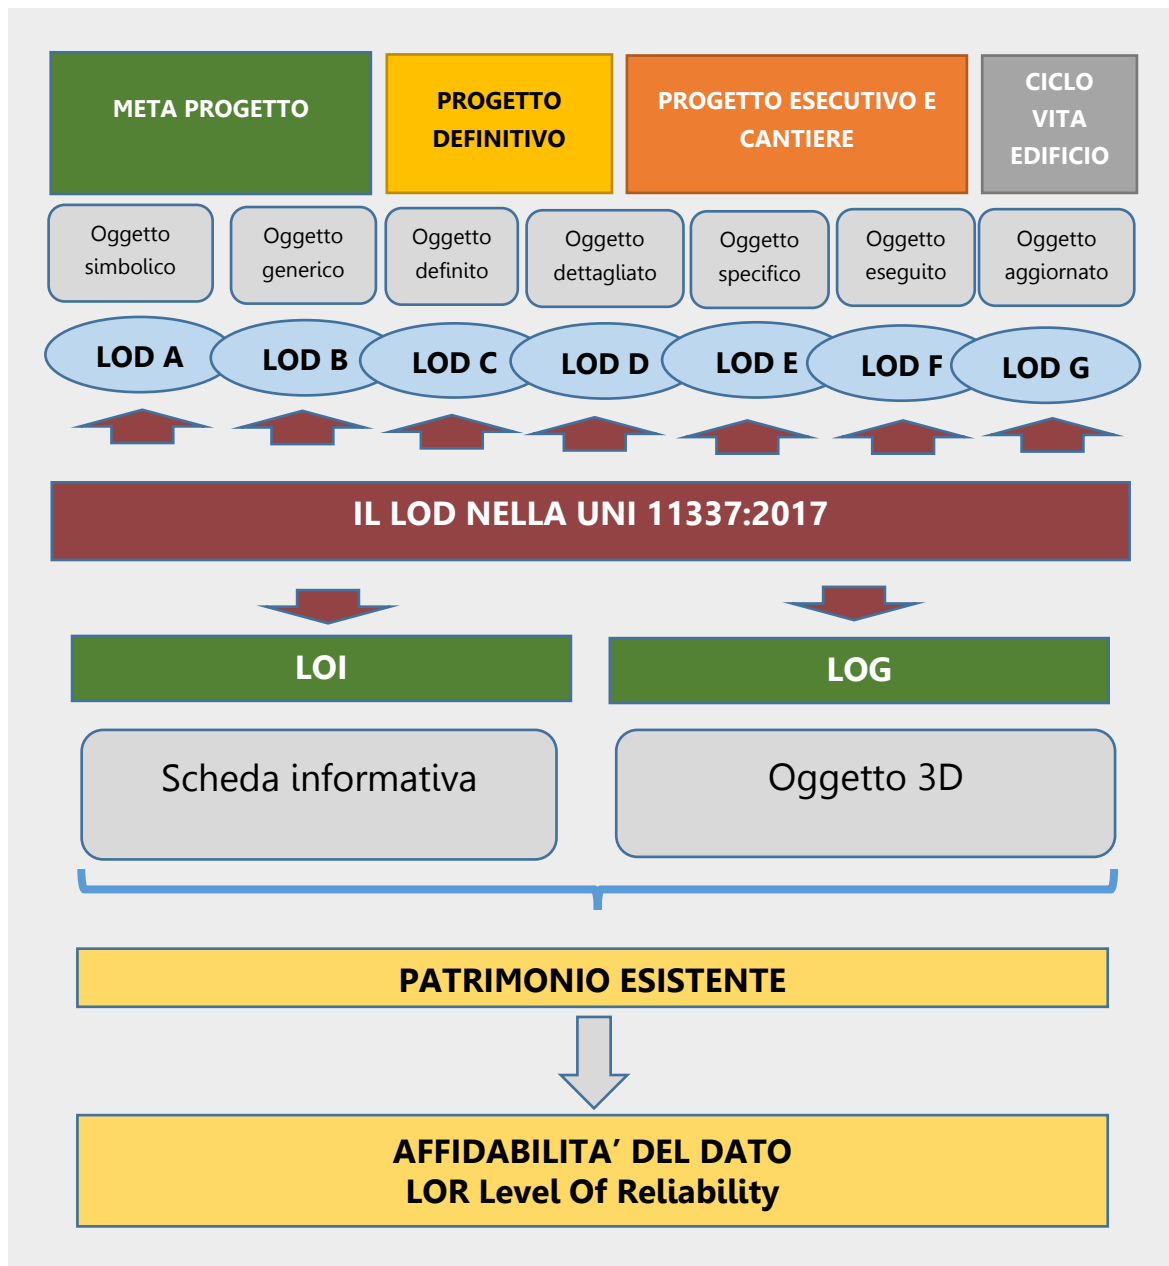 META PROGETTO
PROGETTO
DEFINITIVO
PROGETTO ESECUTIVO E
CANTIERE
CICLO
VITA
EDIFICIO
Oggetto
simbolico
Oggetto
generico
Oggetto
definito
Oggetto
dettagliato
Oggetto
specifico
Oggetto
eseguito
Oggetto
aggiornato
LOD A
LOD B
LOD C
LOD D
LOD E
LOD F
LOD G
IL LOD NELLA UNI 11337:2017
LOI
LOG
Scheda informativa
Oggetto 3D
PATRIMONIO ESISTENTE
AFFIDABILITA’ DEL DATO
LOR Level Of Reliability